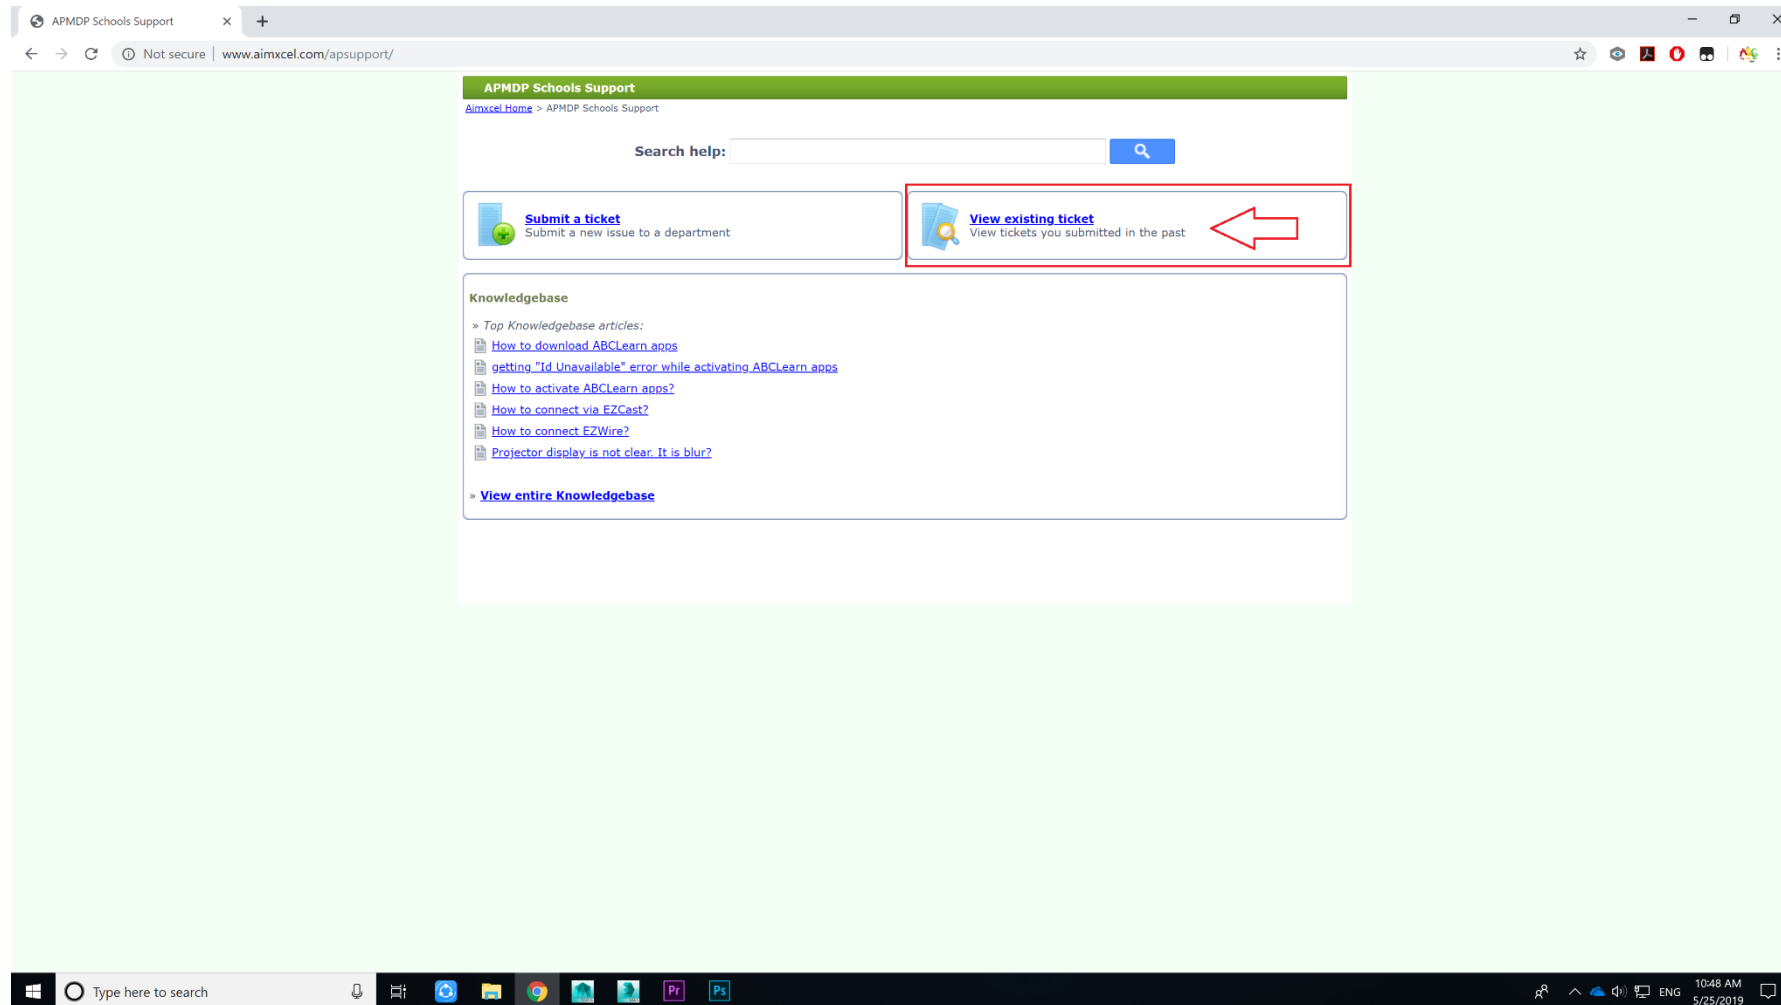 APMDP Schools Support
Not secure | www.aimxcel.com/apsupport/
APMDP Schools Support
Aimxcel Home > APMDP Schools Support
Search help:
Submit a ticket
Submit a new issue to a department
View existing ticket
View tickets you submitted in the past
Knowledgebase
» Top Knowledgebase articles:
How to download ABCLearn apps
getting "Id Unavailable" error while activating ABCLearn apps
How to activate ABCLearn apps?
How to connect via EZCast?
How to connect EZWire?
Projector display is not clear. It is blur?
» View entire Knowledgebase
Type here to search
Pr
Ps
ENG
10:48 AM
5/25/2019